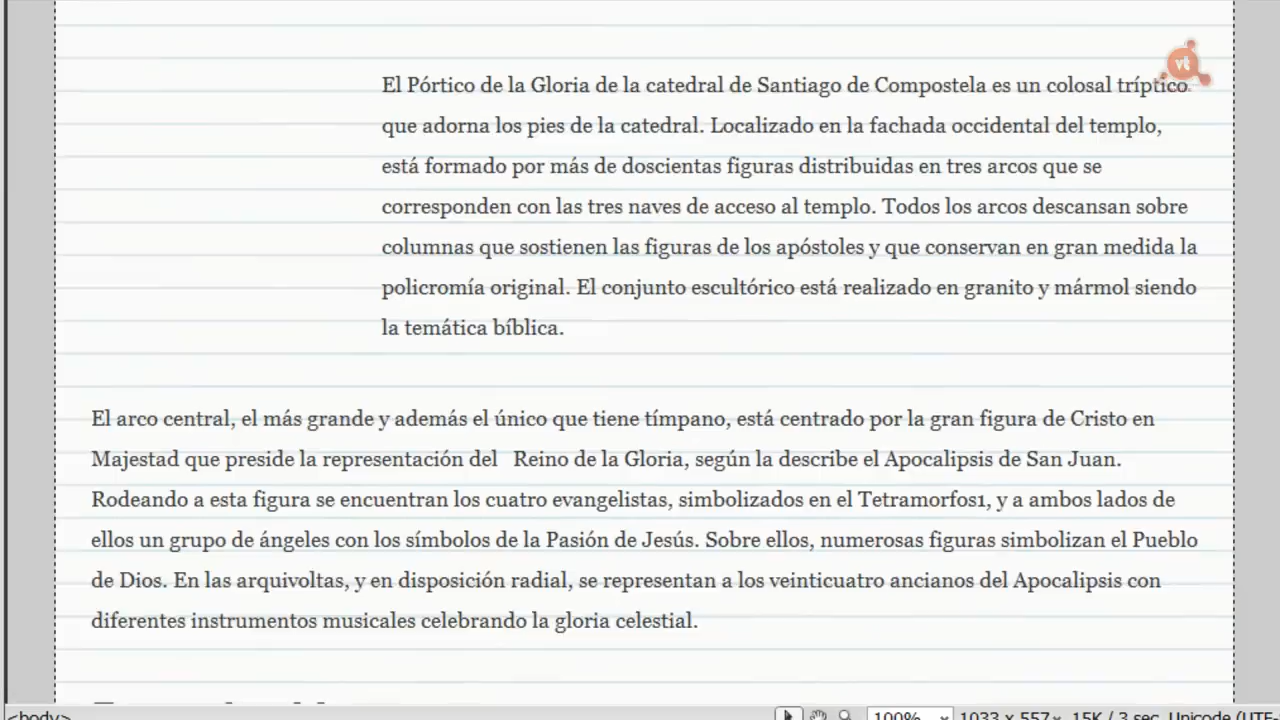 vt
El Pórtico de la Gloria de la catedral de Santiago de Compostela es un colosal tríptico
que adorna los pies de la catedral. Localizado en la fachada occidental del templo,
está formado por más de doscientas figuras distribuidas en tres arcos que se
corresponden con las tres naves de acceso al templo. Todos los arcos descansan sobre
columnas que sostienen las figuras de los apóstoles y que conservan en gran medida la
policromía original. El conjunto escultórico está realizado en granito y mármol siendo
la temática bíblica.
El arco central, el más grande y además el único que tiene tímpano, está centrado por la gran figura de Cristo en
Majestad que preside la representación del Reino de la Gloria, según la describe el Apocalipsis de San Juan.
Rodeando a esta figura se encuentran los cuatro evangelistas, simbolizados en el Tetramorfos1, y a ambos lados de
ellos un grupo de ángeles con los símbolos de la Pasión de Jesús. Sobre ellos, numerosas figuras simbolizan el Pueblo
de Dios. En las arquivoltas, y en disposición radial, se representan a los veinticuatro ancianos del Apocalipsis con
diferentes instrumentos musicales celebrando la gloria celestial.
<body> 100% 1033 x 557 15K / 3 sec Unicode (UTF-